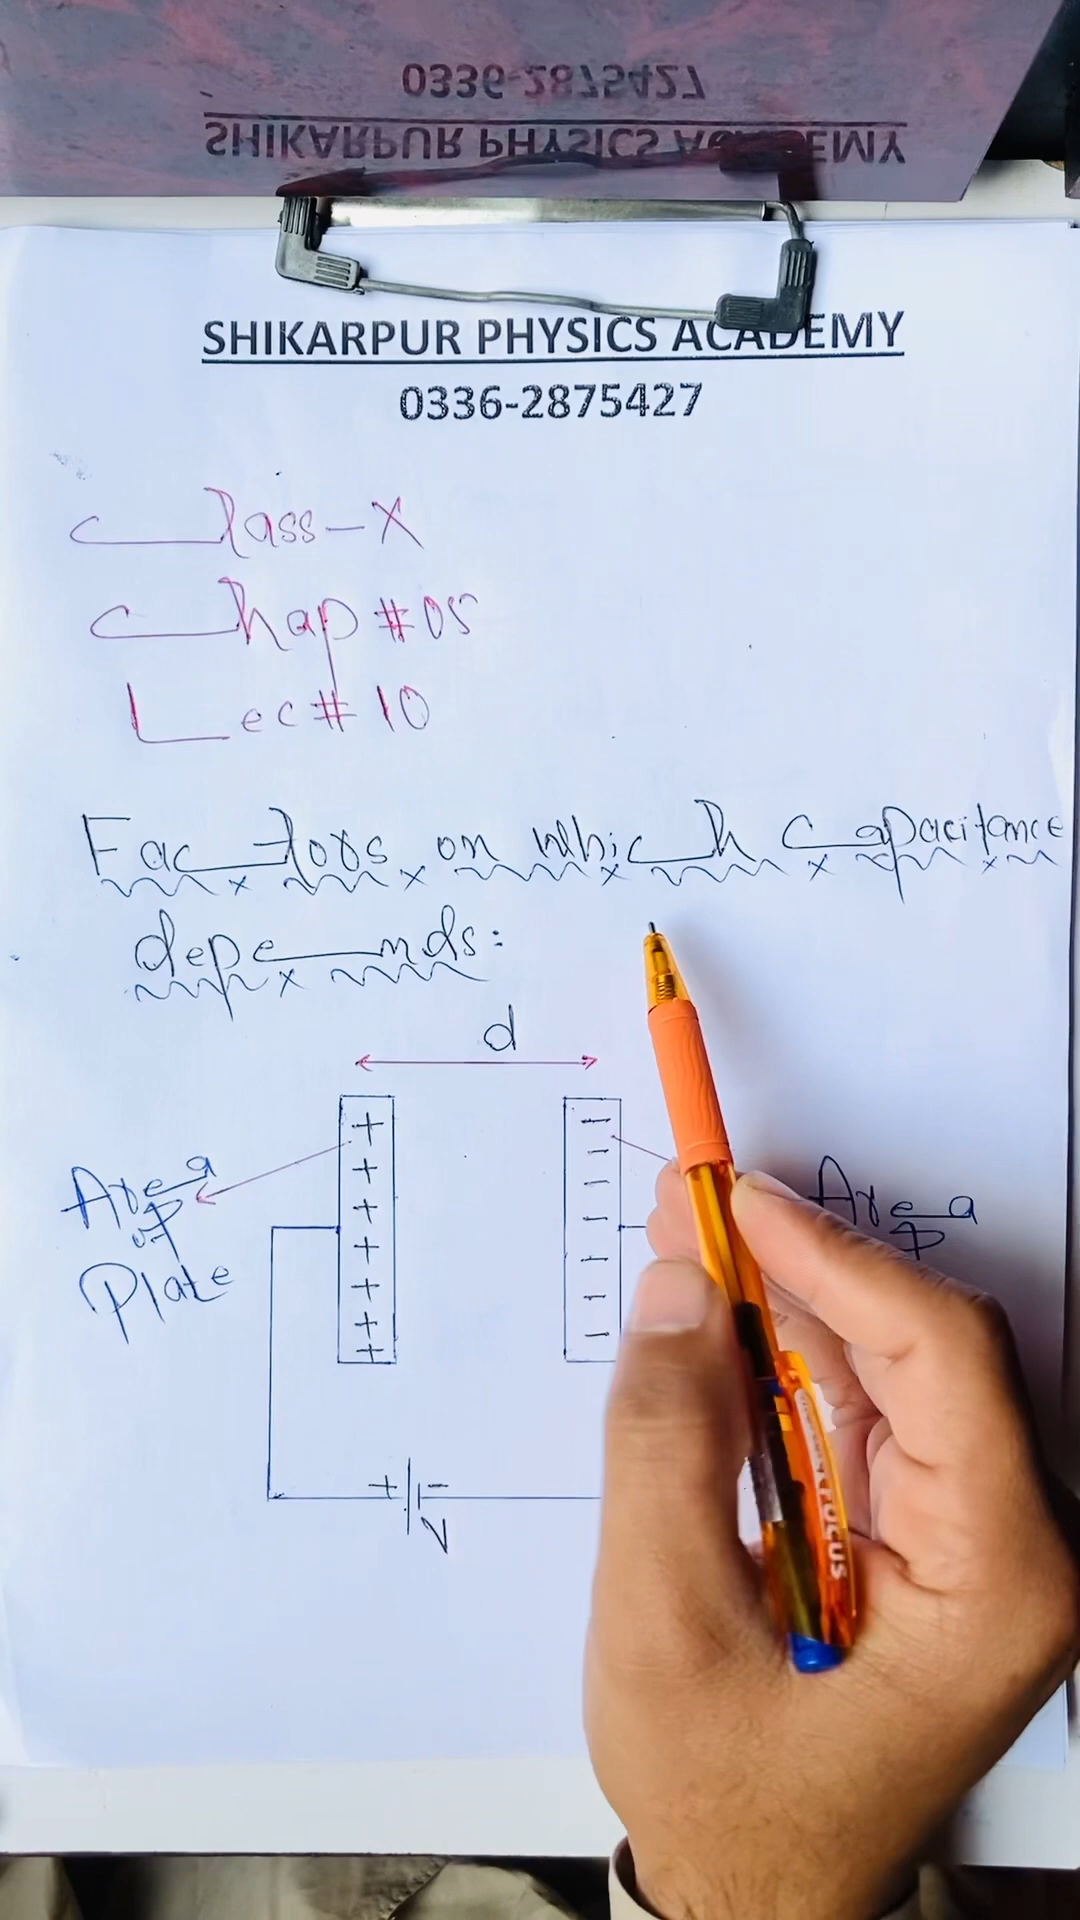 0336-2875427
SHIKARPUR PHYSICS ACADEMY
SHIKARPUR PHYSICS ACADEMY
0336-2875427
Class-X
Chap #05
Lec# 10
Factors on which Capacitance
depends:
d
+ −
+ −
+ −
+ −
+ −
+ −
+ −
Area
of
Plate
Area
+ −
V
FOCUS